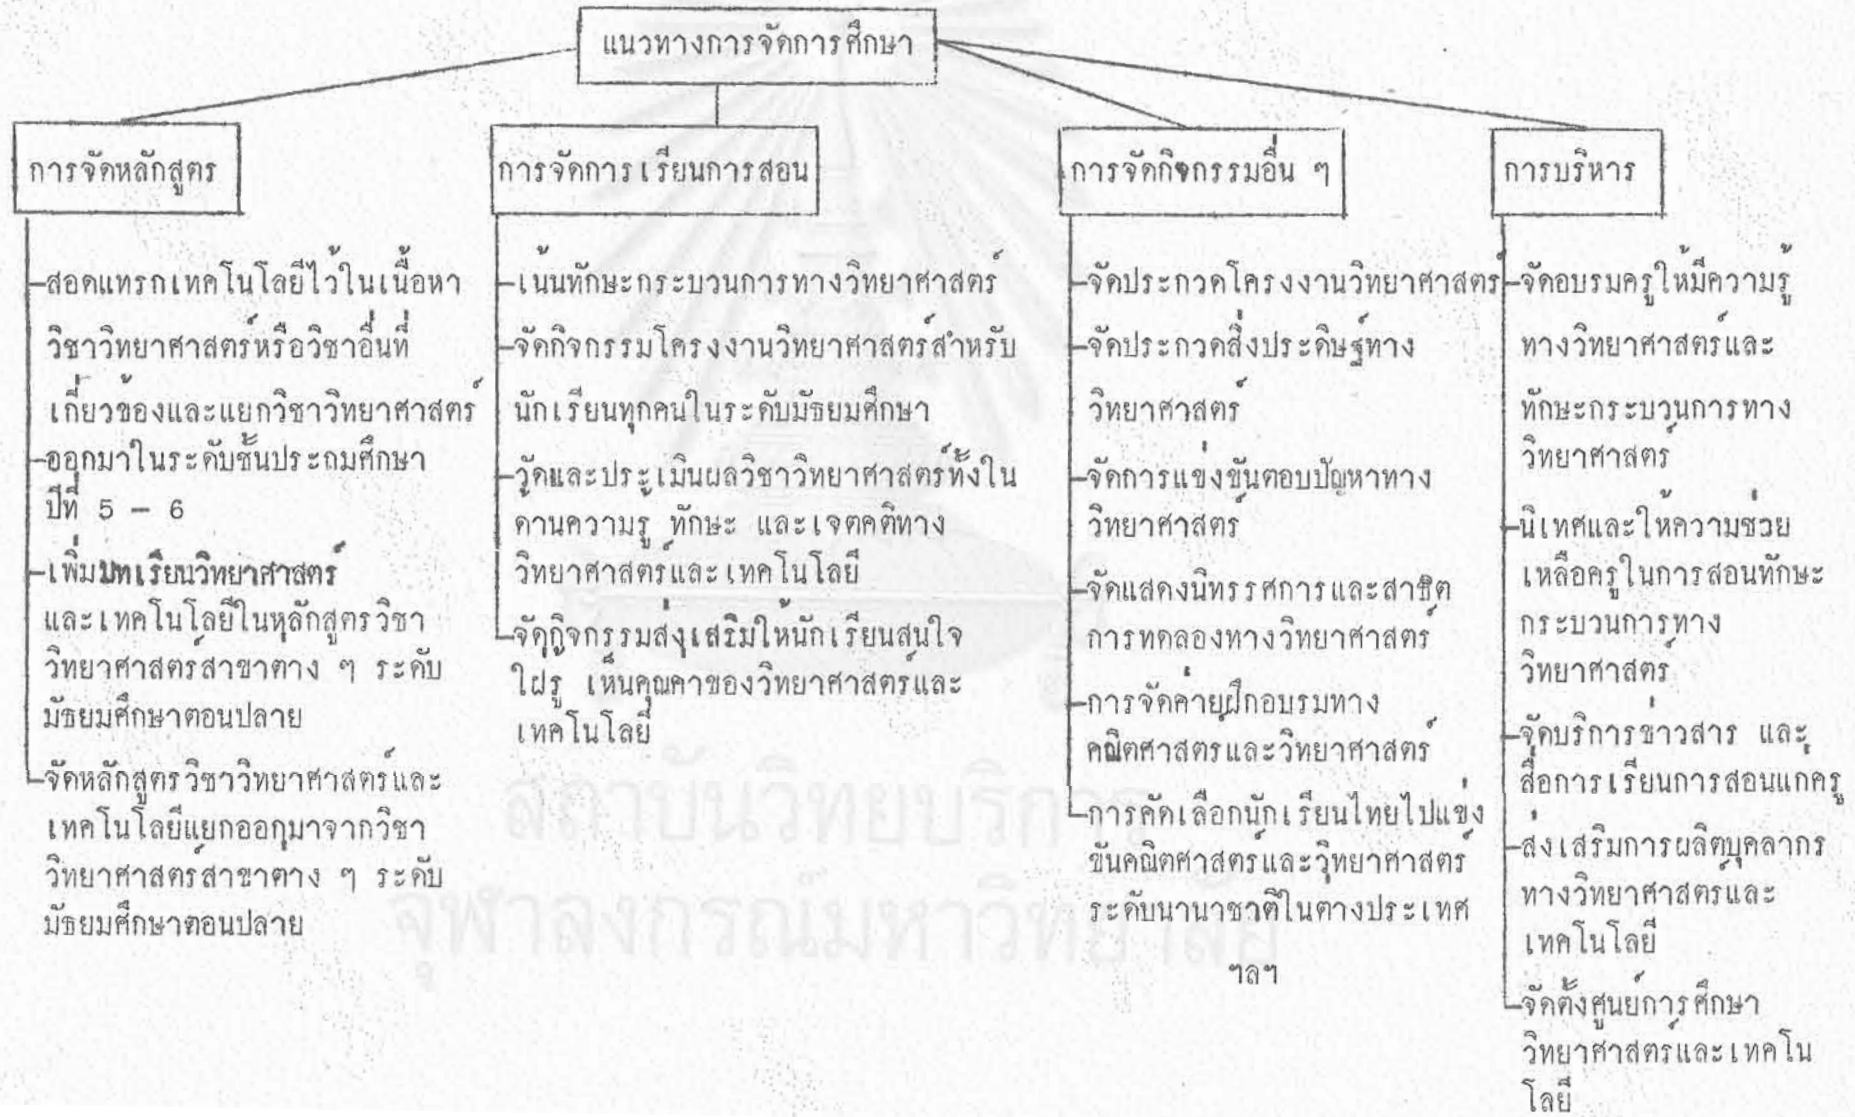 แนวทางการจัดการศึกษา
การจัดหลักสูตร
-สอดแทรกเทคโนโลยีไว้ในเนื้อหา
วิชาวิทยาศาสตร์หรือวิชาอื่นที่
เกี่ยวข้องและแยกวิชาวิทยาศาสตร์
-ออกมาในระดับชั้นประถมศึกษา
ปีที่ 5 - 6
-เพิ่มบทเรียนวิทยาศาสตร์
และเทคโนโลยีในหลักสูตรวิชา
วิทยาศาสตร์สาขาต่าง ๆ ระดับ
มัธยมศึกษาตอนปลาย
-จัดหลักสูตรวิชาวิทยาศาสตร์และ
เทคโนโลยีแยกออกมาจากวิชา
วิทยาศาสตร์สาขาต่าง ๆ ระดับ
มัธยมศึกษาตอนปลาย
การจัดการเรียนการสอน
-เน้นทักษะกระบวนการทางวิทยาศาสตร์
-จัดกิจกรรมโครงงานวิทยาศาสตร์สำหรับ
นักเรียนทุกคนในระดับมัธยมศึกษา
-วัดและประเมินผลวิชาวิทยาศาสตร์ทั้งใน
ด้านความรู้ ทักษะ และเจตคติทาง
วิทยาศาสตร์และเทคโนโลยี
-จัดกิจกรรมส่งเสริมให้นักเรียนสนใจ
ใฝ่รู้ เห็นคุณค่าของวิทยาศาสตร์และ
เทคโนโลยี
การจัดกิจกรรมอื่น ๆ
-จัดประกวดโครงงานวิทยาศาสตร์
-จัดประกวดสิ่งประดิษฐ์ทาง
วิทยาศาสตร์
-จัดการแข่งขันตอบปัญหาทาง
วิทยาศาสตร์
-จัดแสดงนิทรรศการและสาธิต
การทดลองทางวิทยาศาสตร์
-การจัดค่ายฝึกอบรมทาง
คณิตศาสตร์และวิทยาศาสตร์
-การคัดเลือกนักเรียนไทยไปแข่ง
ขันคณิตศาสตร์และวิทยาศาสตร์
ระดับนานาชาติในต่างประเทศ
ฯลฯ
การบริหาร
-จัดอบรมครูให้มีความรู้
ทางวิทยาศาสตร์และ
ทักษะกระบวนการทาง
วิทยาศาสตร์
-นิเทศและให้ความช่วย
เหลือครูในการสอนทักษะ
กระบวนการทาง
วิทยาศาสตร์
-จัดบริการข่าวสาร และ
สื่อการเรียนการสอนแก่ครู
-ส่งเสริมการผลิตบุคลากร
ทางวิทยาศาสตร์และ
เทคโนโลยี
-จัดตั้งศูนย์การศึกษา
วิทยาศาสตร์และเทคโน
โลยี
สถาบันวิทยบริการ
จุฬาลงกรณ์มหาวิทยาลัย